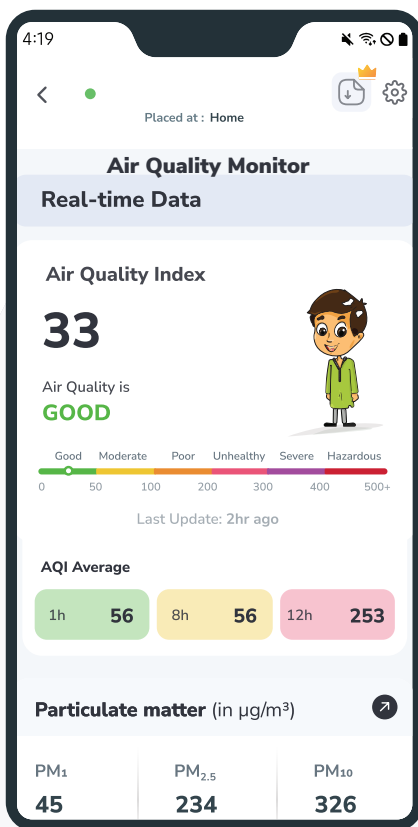 4:19
Placed at : Home
Air Quality Monitor
Real-time Data
Air Quality Index
33
Air Quality is
GOOD
Good Moderate Poor Unhealthy Severe Hazardous
0 50 100 200 300 400 500+
Last Update: 2hr ago
AQI Average
1h 56 8h 56 12h 253
Particulate matter (in µg/m³)
PM₁ PM₂.₅ PM₁₀
45 234 326